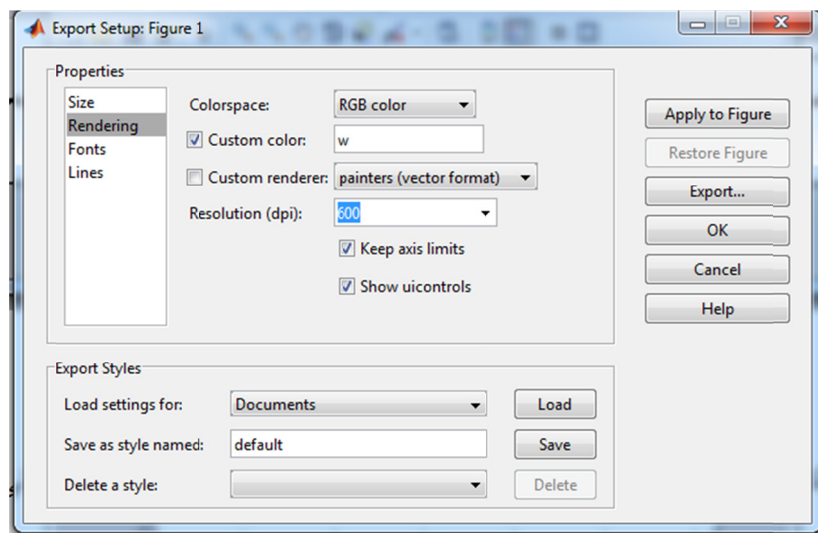 Export Setup: Figure 1
Properties
Size
Rendering
Fonts
Lines
Colorspace: RGB color
Custom color: w
Custom renderer: painters (vector format)
Resolution (dpi): 600
Keep axis limits
Show uicontrols
Apply to Figure
Restore Figure
Export...
OK
Cancel
Help
Export Styles
Load settings for: Documents Load
Save as style named: default Save
Delete a style: Delete